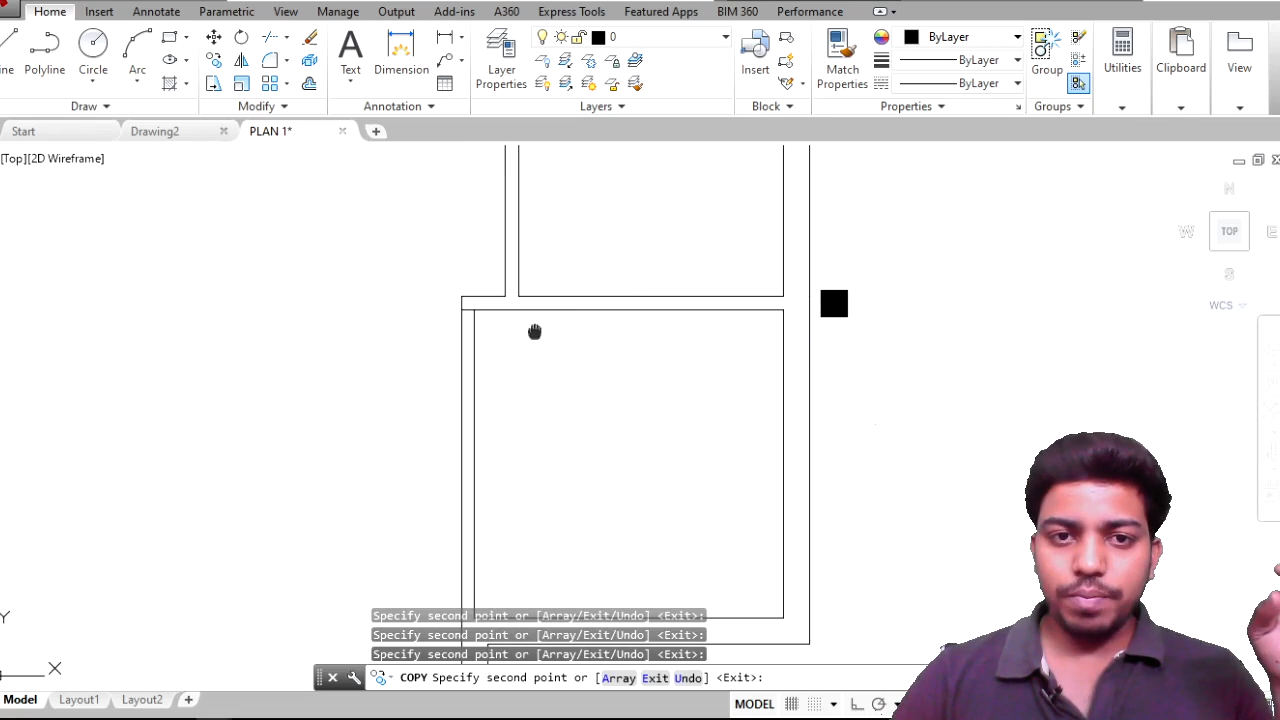 Home Insert Annotate Parametric View Manage Output Add-ins A360 Express Tools Featured Apps BIM 360 Performance
Polyline Circle Arc Text Dimension Layer Properties 0 Insert Match Properties ByLayer Group Utilities Clipboard View
ByLayer
ByLayer
Draw Modify Annotation Layers Block Properties Groups
Start Drawing2 PLAN 1*
[Top][2D Wireframe]
N
W TOP E
S
WCS
Y
X
Specify second point or [Array/Exit/Undo] <Exit>:
Specify second point or [Array/Exit/Undo] <Exit>:
Specify second point or [Array/Exit/Undo] <Exit>:
COPY Specify second point or [Array Exit Undo] <Exit>:
Model Layout1 Layout2
MODEL